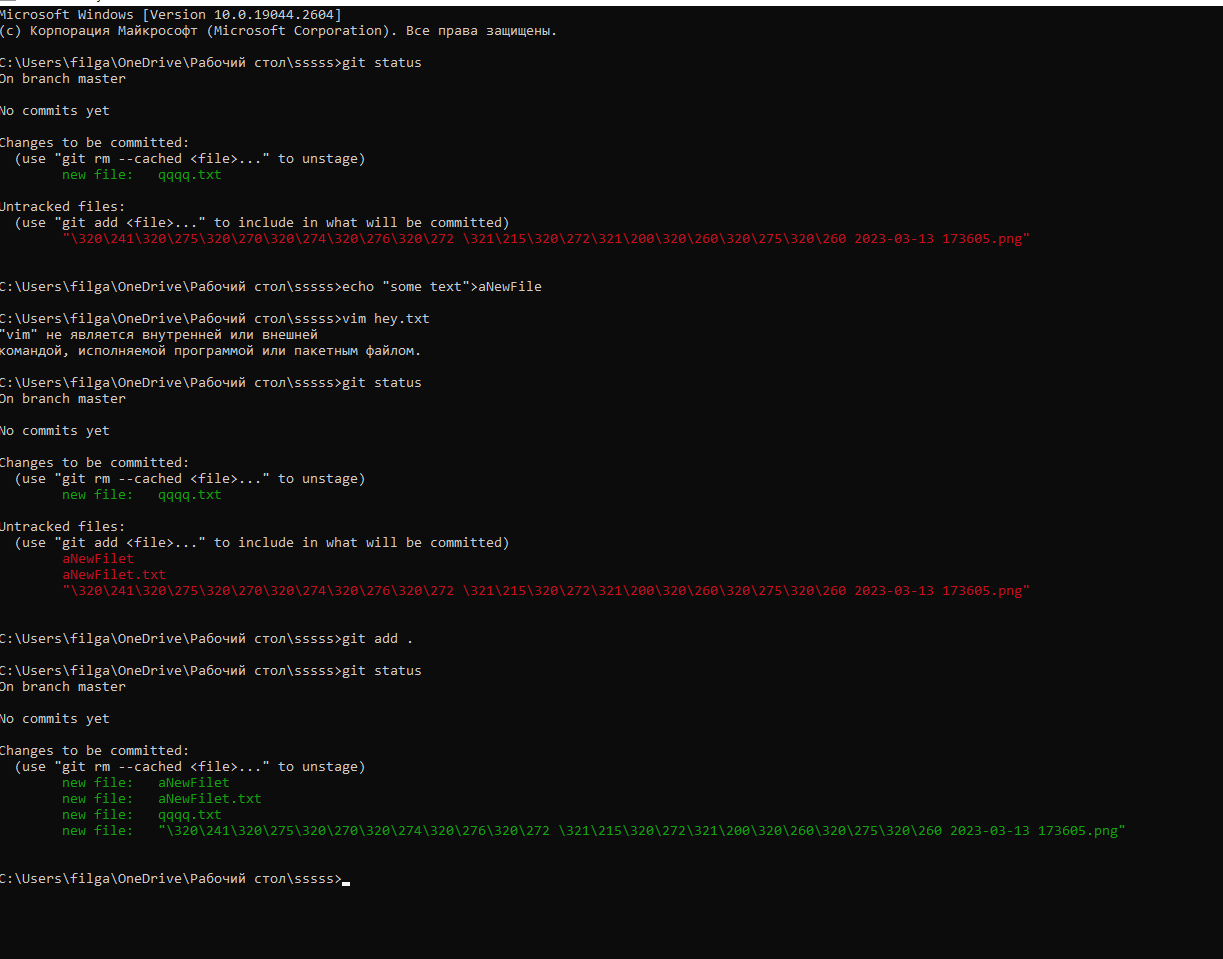 Microsoft Windows [Version 10.0.19044.2604]
(c) Корпорация Майкрософт (Microsoft Corporation). Все права защищены.
C:\Users\filga\OneDrive\Рабочий стол\sssss>git status
On branch master
No commits yet
Changes to be committed:
(use "git rm --cached <file>..." to unstage)
new file: qqqq.txt
Untracked files:
(use "git add <file>..." to include in what will be committed)
"\320\241\320\275\320\270\320\274\320\276\320\272 \321\215\320\272\321\200\320\260\320\275\320\260 2023-03-13 173605.png"
C:\Users\filga\OneDrive\Рабочий стол\sssss>echo "some text">aNewFile
C:\Users\filga\OneDrive\Рабочий стол\sssss>vim hey.txt
"vim" не является внутренней или внешней
командой, исполняемой программой или пакетным файлом.
C:\Users\filga\OneDrive\Рабочий стол\sssss>git status
On branch master
No commits yet
Changes to be committed:
(use "git rm --cached <file>..." to unstage)
new file: qqqq.txt
Untracked files:
(use "git add <file>..." to include in what will be committed)
aNewFilet
aNewFilet.txt
"\320\241\320\275\320\270\320\274\320\276\320\272 \321\215\320\272\321\200\320\260\320\275\320\260 2023-03-13 173605.png"
C:\Users\filga\OneDrive\Рабочий стол\sssss>git add .
C:\Users\filga\OneDrive\Рабочий стол\sssss>git status
On branch master
No commits yet
Changes to be committed:
(use "git rm --cached <file>..." to unstage)
new file: aNewFilet
new file: aNewFilet.txt
new file: qqqq.txt
new file: "\320\241\320\275\320\270\320\274\320\276\320\272 \321\215\320\272\321\200\320\260\320\275\320\260 2023-03-13 173605.png"
C:\Users\filga\OneDrive\Рабочий стол\sssss>